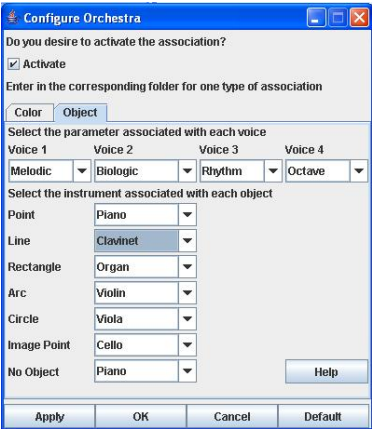 Configure Orchestra
Do you desire to activate the association?
Activate
Enter in the corresponding folder for one type of association
Color Object
Select the parameter associated with each voice
Voice 1 Voice 2 Voice 3 Voice 4
Melodic Biologic Rhythm Octave
Select the instrument associated with each object
Point Piano
Line Clavinet
Rectangle Organ
Arc Violin
Circle Viola
Image Point Cello
No Object Piano Help
Apply OK Cancel Default